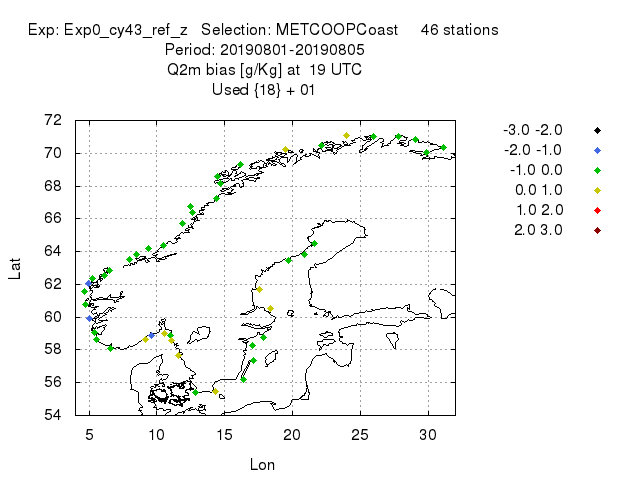 Exp: Exp0_cy43_ref_z Selection: METCOOPCoast 46 stations
Period: 20190801-20190805
Q2m bias [g/Kg] at 19 UTC
Used {18} + 01
72
70
68
66
64
62
60
58
56
54
Lat
5 10 15 20 25 30
Lon
-3.0 -2.0
-2.0 -1.0
-1.0 0.0
0.0 1.0
1.0 2.0
2.0 3.0